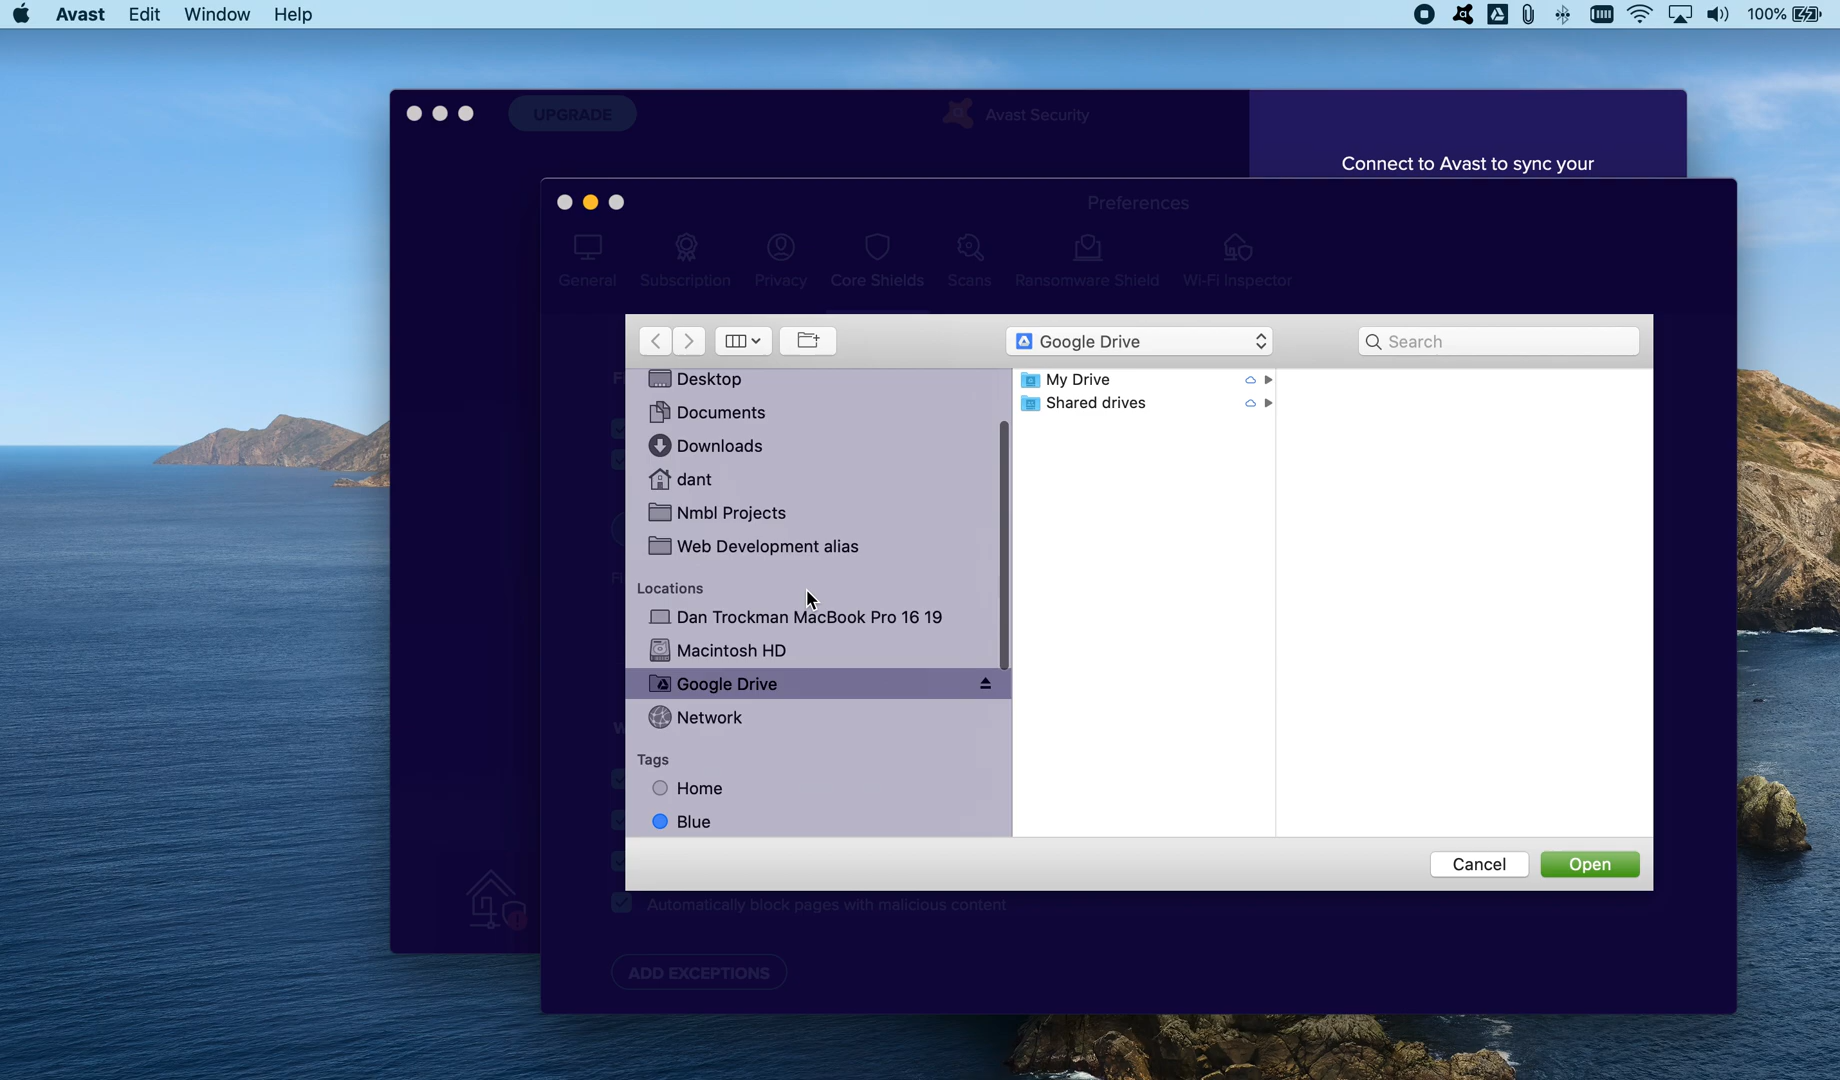 Avast Edit Window Help
100%
UPGRADE
Avast Security
Connect to Avast to sync your
Preferences
General Subscription Privacy Core Shields Scans Ransomware Shield Wi-Fi Inspector
Google Drive
Search
Desktop
Documents
Downloads
dant
Nmbl Projects
Web Development alias
Locations
Dan Trockman MacBook Pro 16 19
Macintosh HD
Google Drive
Network
Tags
Home
Blue
My Drive
Shared drives
Cancel Open
Automatically block pages with malicious content
ADD EXCEPTIONS